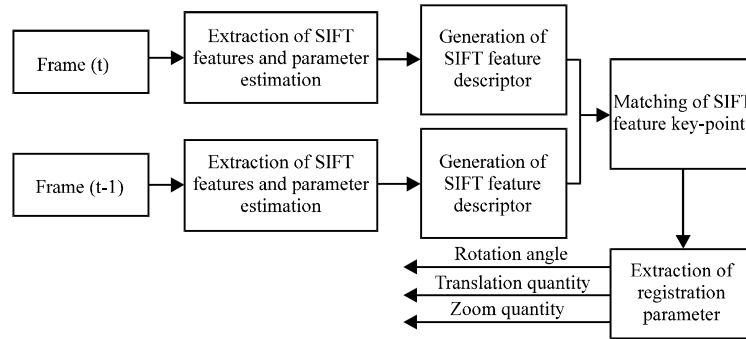 Frame (t)
Extraction of SIFT
features and parameter
estimation
Generation of
SIFT feature
descriptor
Matching of SIFT
feature key-point
Frame (t-1)
Extraction of SIFT
features and parameter
estimation
Generation of
SIFT feature
descriptor
Rotation angle
Translation quantity
Zoom quantity
Extraction of
registration
parameter